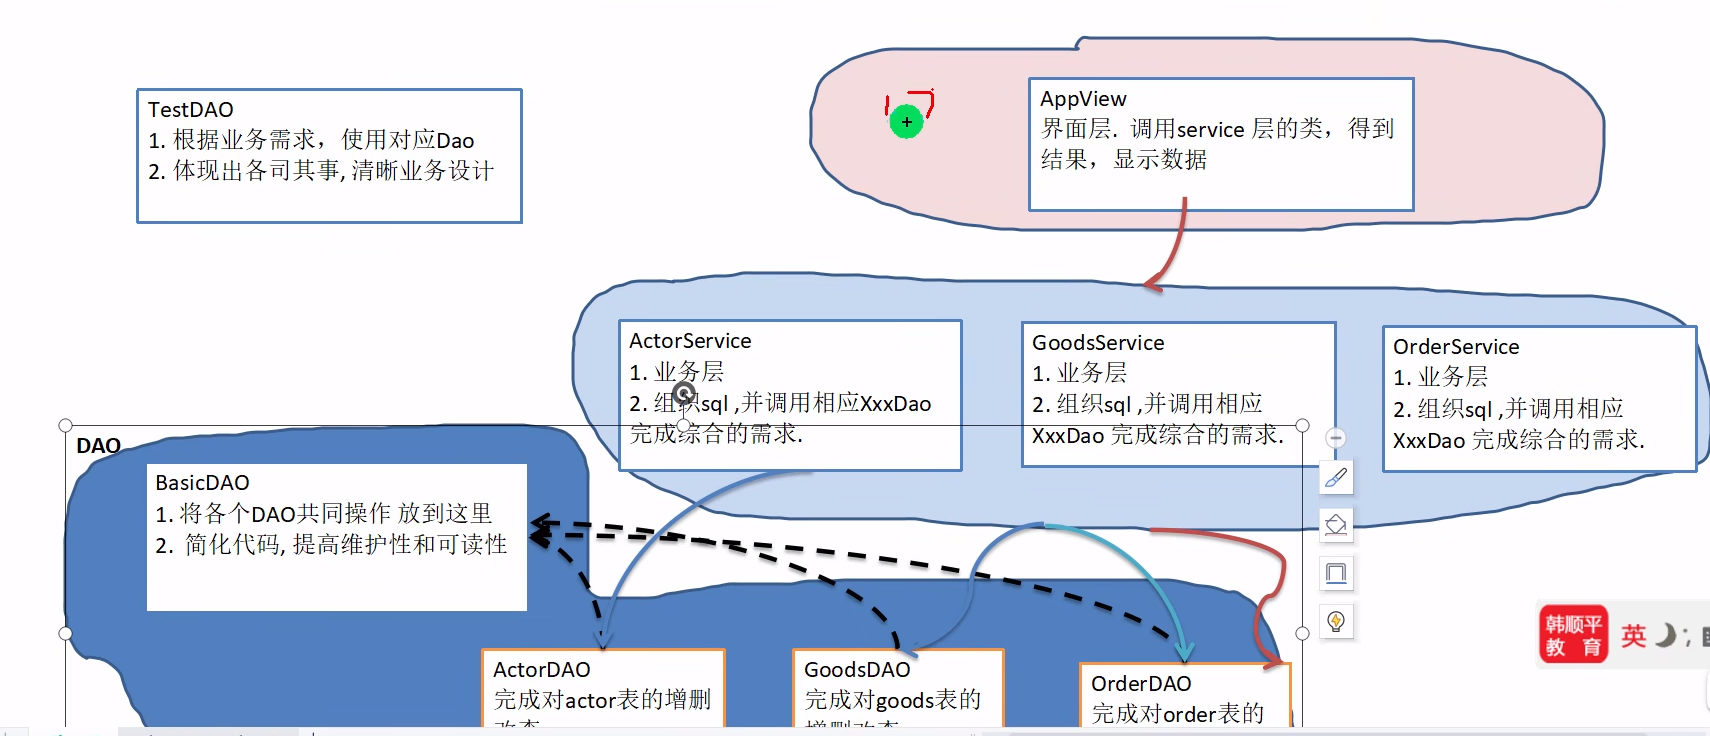 TestDAO
1. 根据业务需求，使用对应Dao
2. 体现出各司其事, 清晰业务设计
AppView
界面层. 调用service 层的类，得到
结果，显示数据
ActorService
1. 业务层
2. 组织sql ,并调用相应XxxDao
完成综合的需求.
GoodsService
1. 业务层
2. 组织sql ,并调用相应
XxxDao 完成综合的需求.
OrderService
1. 业务层
2. 组织sql ,并调用相应
XxxDao 完成综合的需求.
DAO
BasicDAO
1. 将各个DAO共同操作 放到这里
2. 简化代码, 提高维护性和可读性
ActorDAO
完成对actor表的增删
GoodsDAO
完成对goods表的
增删改查
OrderDAO
完成对order表的
韩顺平
教 育
英